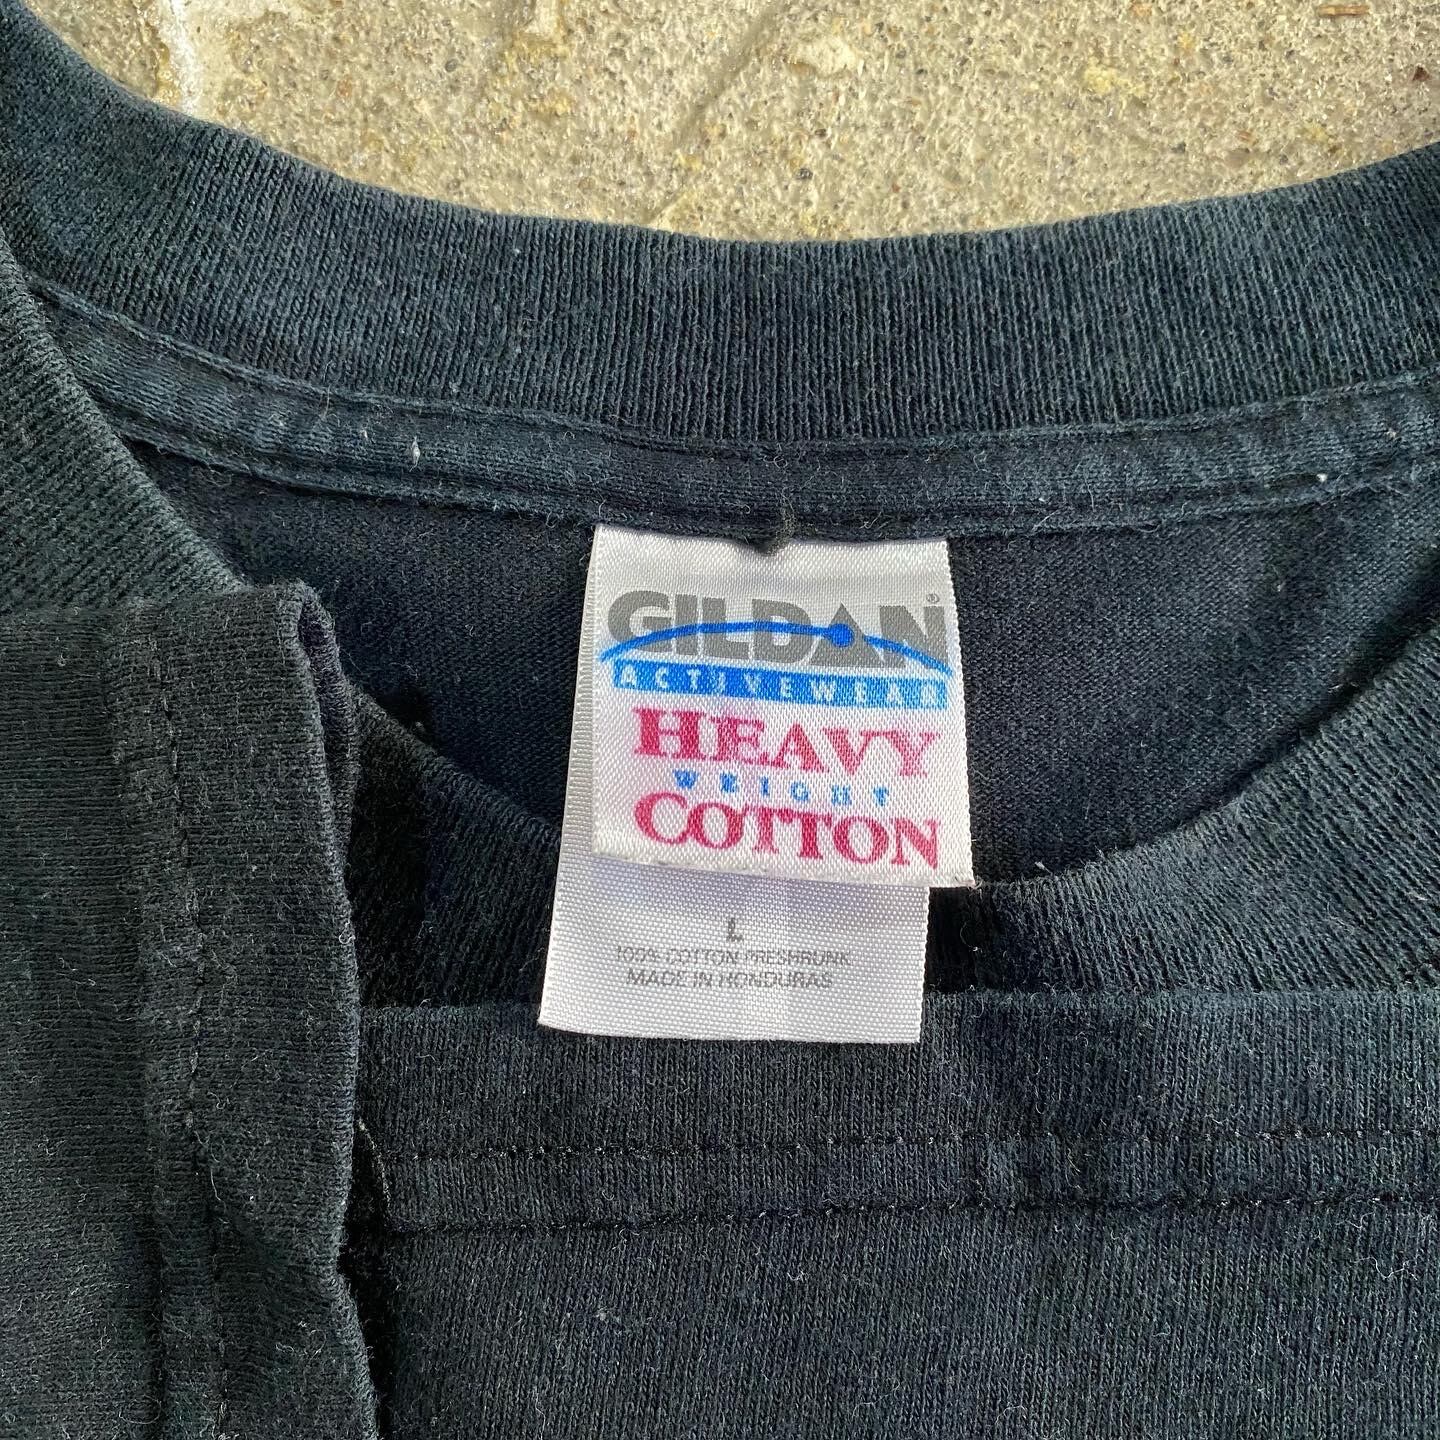 GILDAN®
ACTIVEWEAR
HEAVY
WEIGHT
COTTON
L
100% COTTON PRESHRUNK
MADE IN HONDURAS